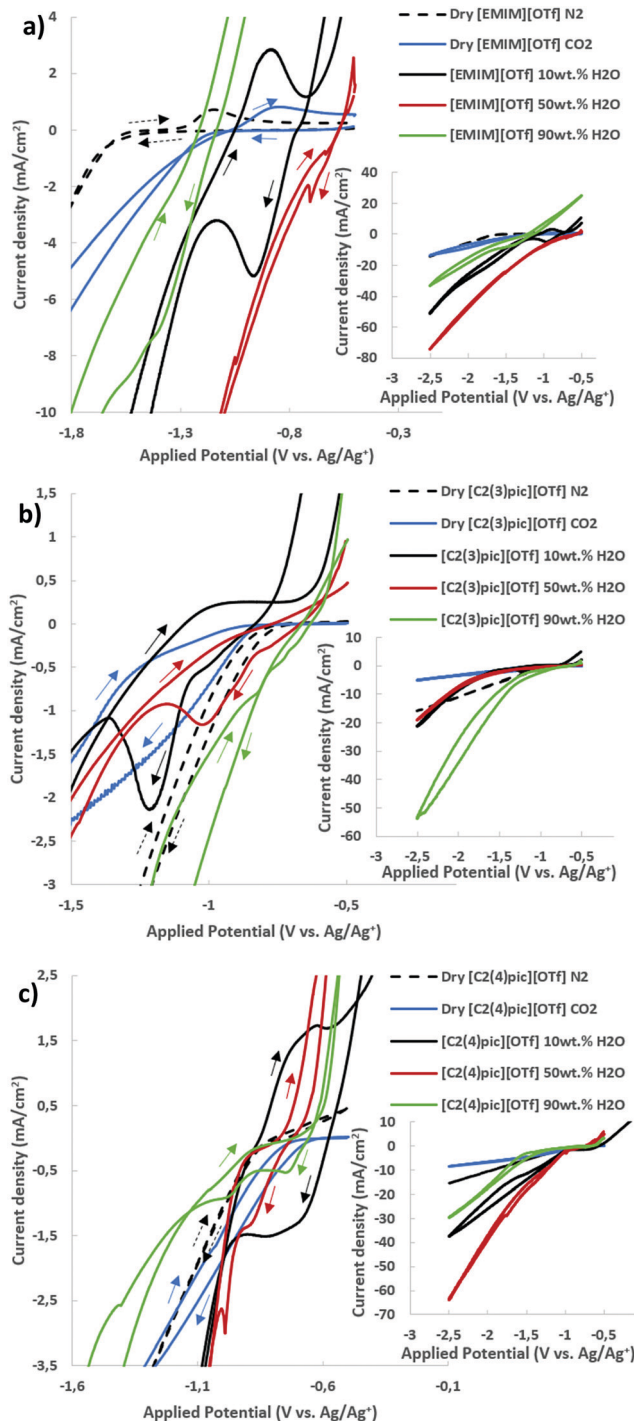 a)
Dry [EMIM][OTf] N2
Dry [EMIM][OTf] CO2
[EMIM][OTf] 10wt.% H2O
[EMIM][OTf] 50wt.% H2O
[EMIM][OTf] 90wt.% H2O
4
2
0
-2
-4
-6
-8
-10
Current density (mA/cm²)
-1,8
-1,3
-0,8
-0,3
Applied Potential (V vs. Ag/Ag⁺)
40
20
0
-20
-40
-60
-80
Current density (mA/cm²)
-3
-2,5
-2
-1,5
-1
-0,5
Applied Potential (V vs. Ag/Ag⁺)
b)
Dry [C2(3)pic][OTf] N2
Dry [C2(3)pic][OTf] CO2
[C2(3)pic][OTf] 10wt.% H2O
[C2(3)pic][OTf] 50wt.% H2O
[C2(3)pic][OTf] 90wt.% H2O
1,5
1
0,5
0
-0,5
-1
-1,5
-2
-2,5
-3
Current density (mA/cm²)
-1,5
-1
-0,5
Applied Potential (V vs. Ag/Ag⁺)
10
0
-10
-20
-30
-40
-50
-60
Current density (mA/cm²)
-3
-2,5
-2
-1,5
-1
-0,5
Applied Potential (V vs. Ag/Ag⁺)
c)
Dry [C2(4)pic][OTf] N2
Dry [C2(4)pic][OTf] CO2
[C2(4)pic][OTf] 10wt.% H2O
[C2(4)pic][OTf] 50wt.% H2O
[C2(4)pic][OTf] 90wt.% H2O
2,5
1,5
0,5
-0,5
-1,5
-2,5
-3,5
Current density (mA/cm²)
-1,6
-1,1
-0,6
-0,1
Applied Potential (V vs. Ag/Ag⁺)
10
0
-10
-20
-30
-40
-50
-60
-70
Current density (mA/cm²)
-3
-2,5
-2
-1,5
-1
-0,5
0
Applied Potential (V vs. Ag/Ag⁺)